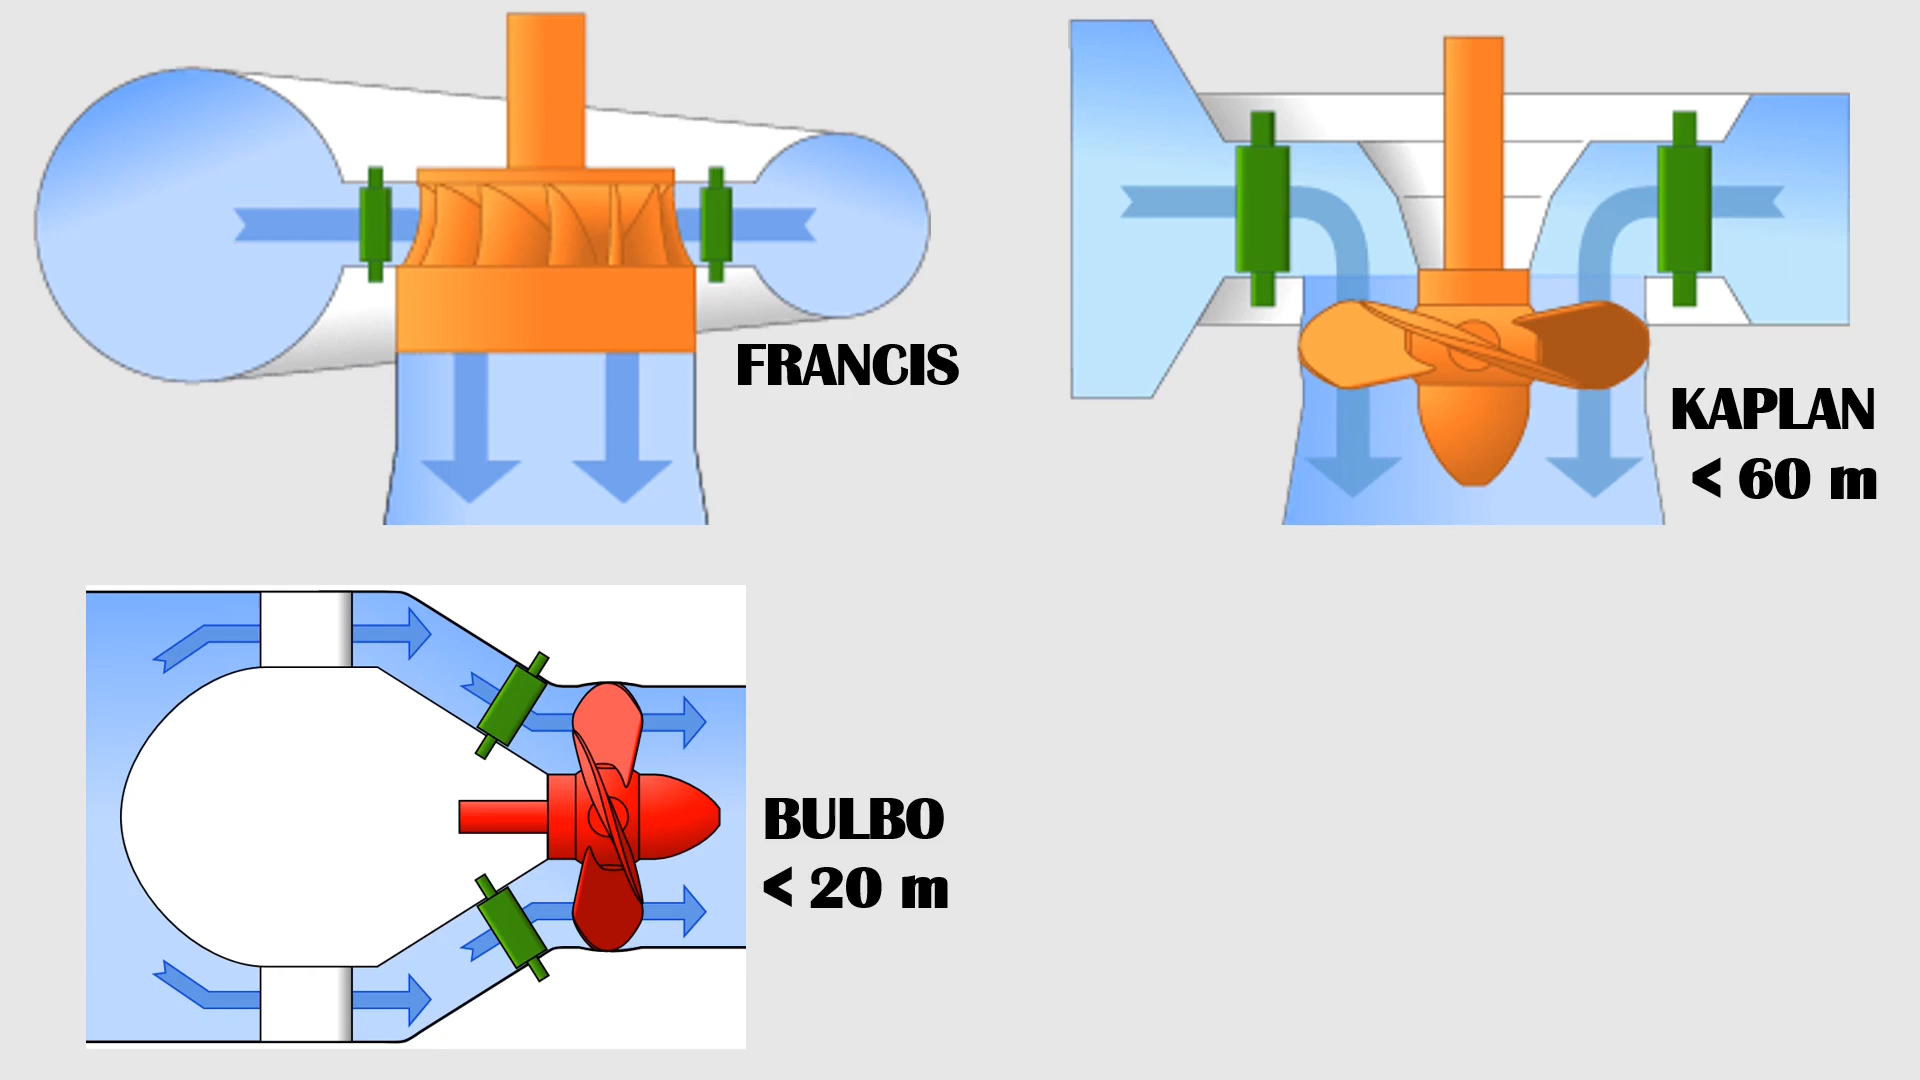 FRANCIS
KAPLAN
< 60 m
BULBO
< 20 m